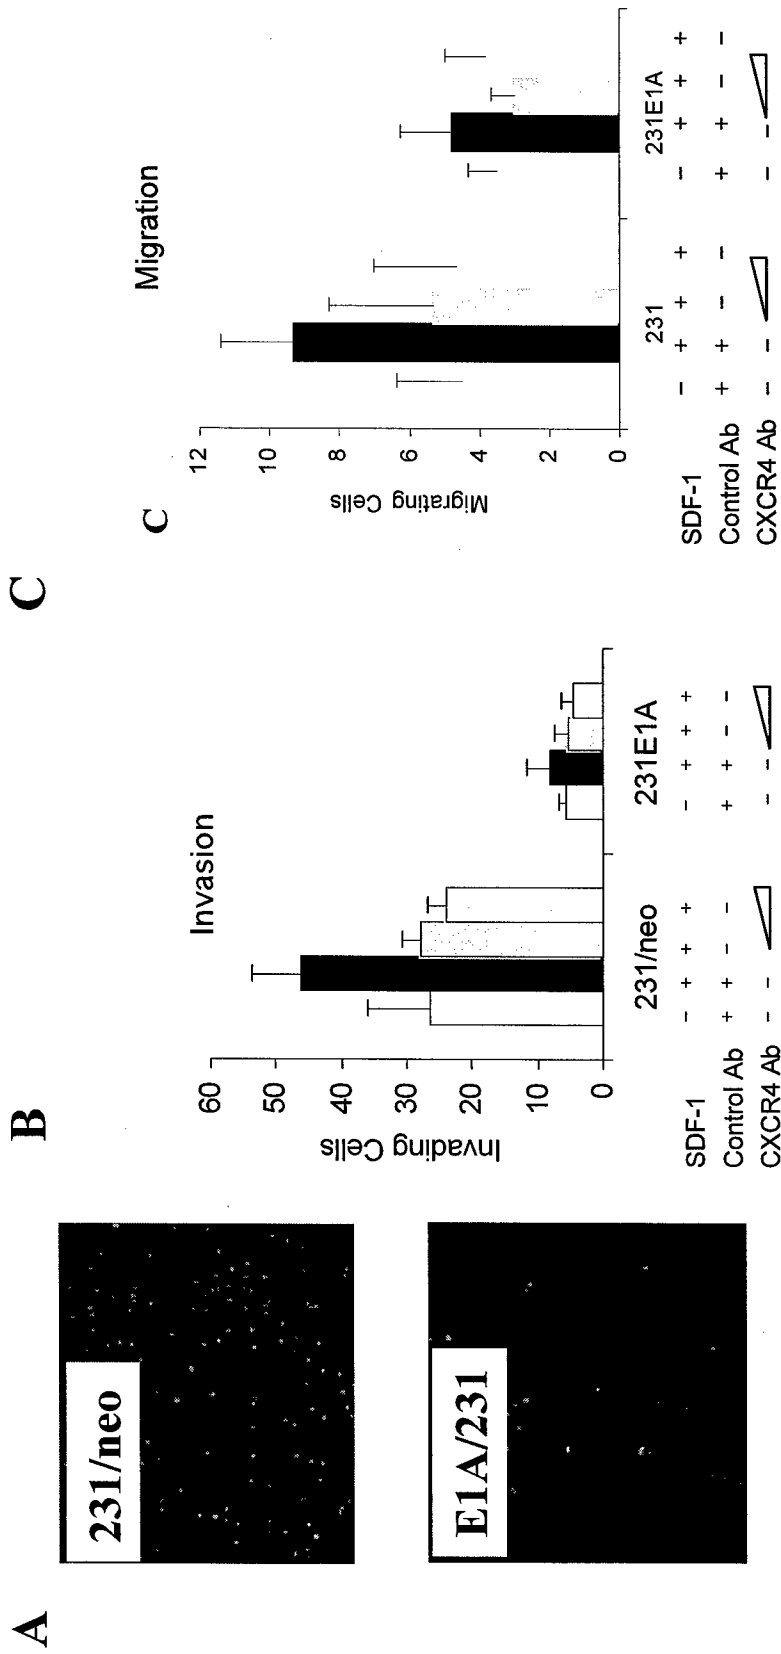 A
231/neo
E1A/231
B
Invasion
Invading Cells
60
50
40
30
20
10
0
231/neo 231E1A
SDF-1 - + + + - + + +
Control Ab + + - - + + - -
CXCR4 Ab - - - -
C
C
Migration
Migrating Cells
12
10
8
6
4
2
0
231 231E1A
SDF-1 - + + + - + + +
Control Ab + + - - + + - -
CXCR4 Ab - - - -